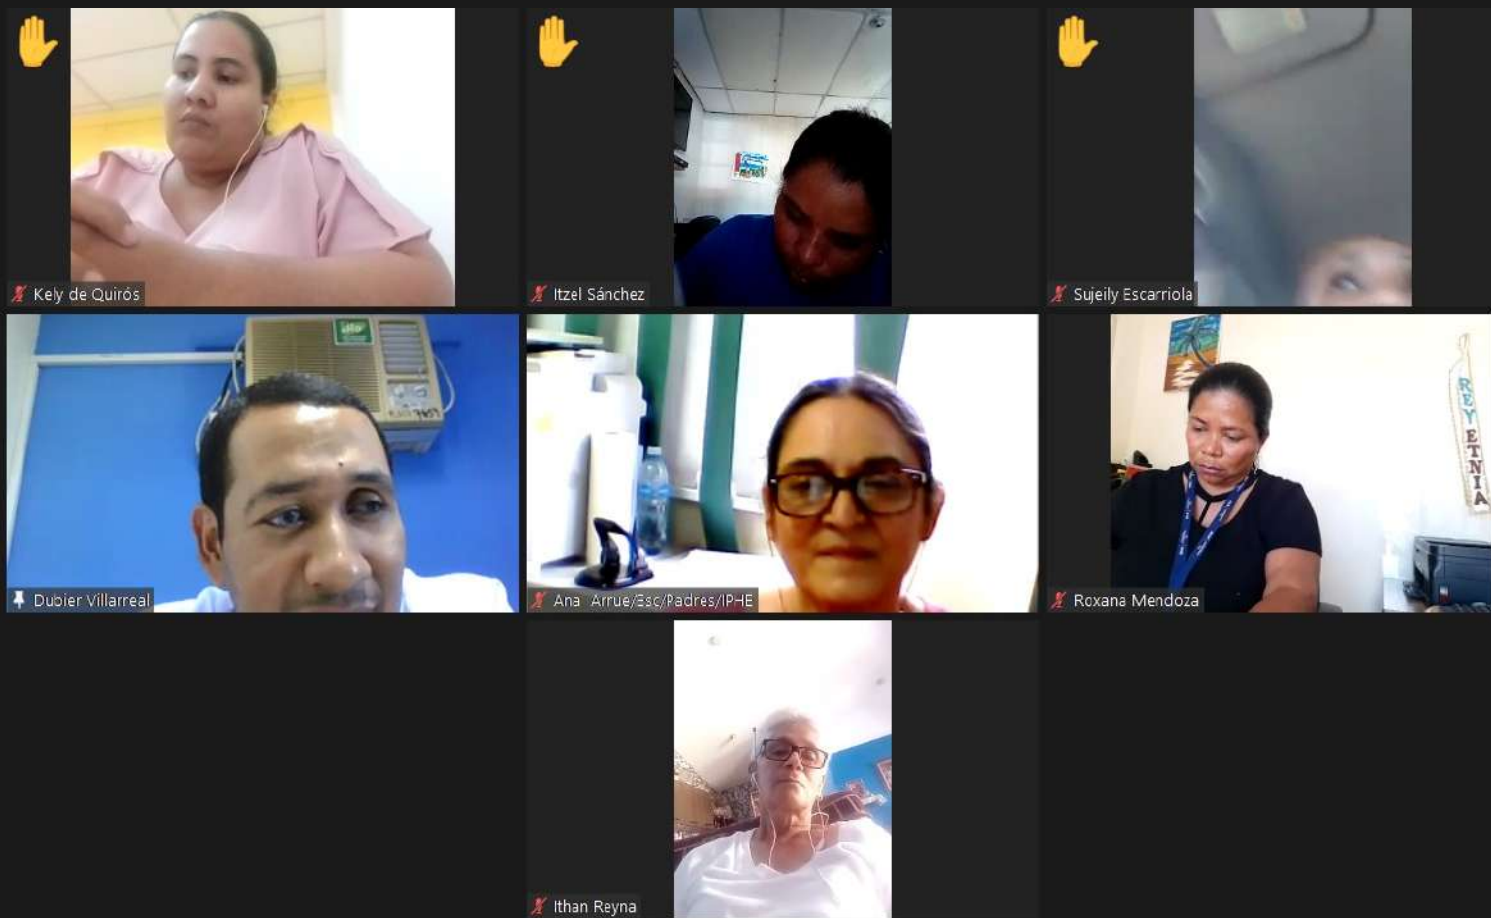 Kely de Quirós
Itzel Sánchez
Sujeily Escarriola
Dubier Villarreal
Ana Arrue/Esc/Padres/IPHE
Roxana Mendoza
REY ETNIA
Ithan Reyna